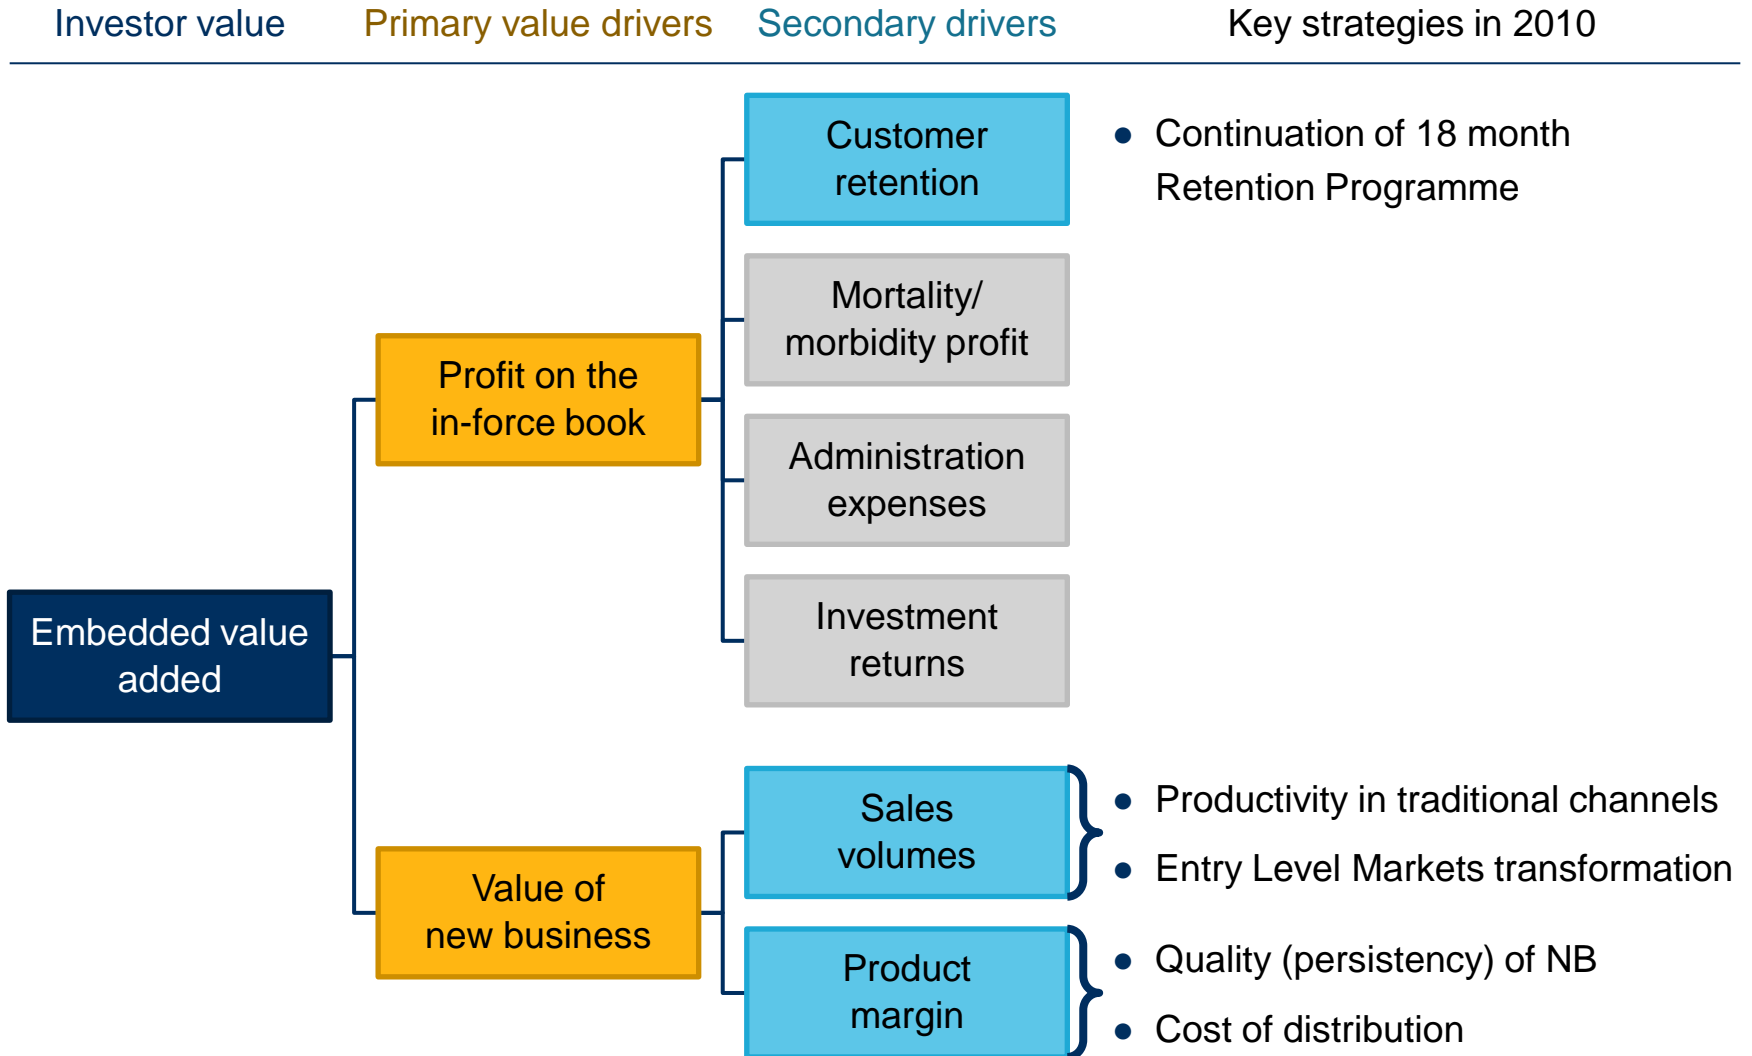 Investor value
Primary value drivers
Secondary drivers
Key strategies in 2010
Customer
retention
Continuation of 18 month
Retention Programme
Mortality/
morbidity profit
Profit on the
in-force book
Administration
expenses
Investment
returns
Embedded value
added
Sales
volumes
Productivity in traditional channels
Entry Level Markets transformation
Value of
new business
Product
margin
Quality (persistency) of NB
Cost of distribution